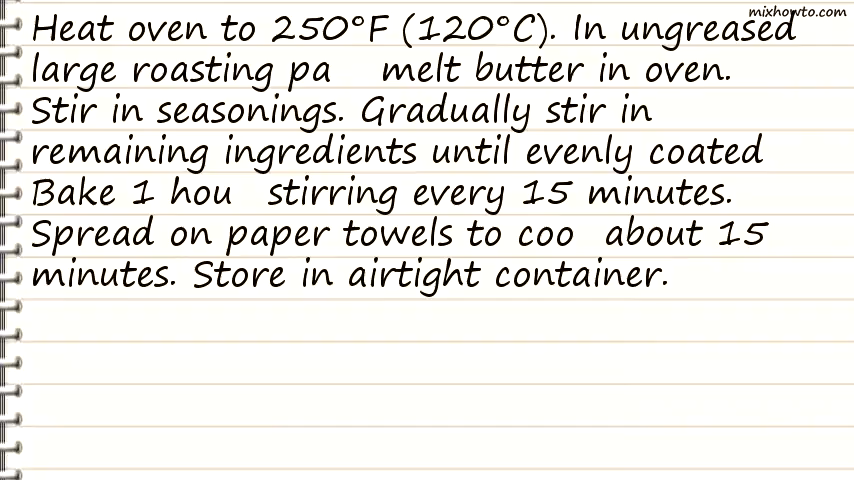 mixhowto.com
Heat oven to 250°F (120°C). In ungreased
large roasting pa melt butter in oven.
Stir in seasonings. Gradually stir in
remaining ingredients until evenly coated
Bake 1 hou stirring every 15 minutes.
Spread on paper towels to coo about 15
minutes. Store in airtight container.